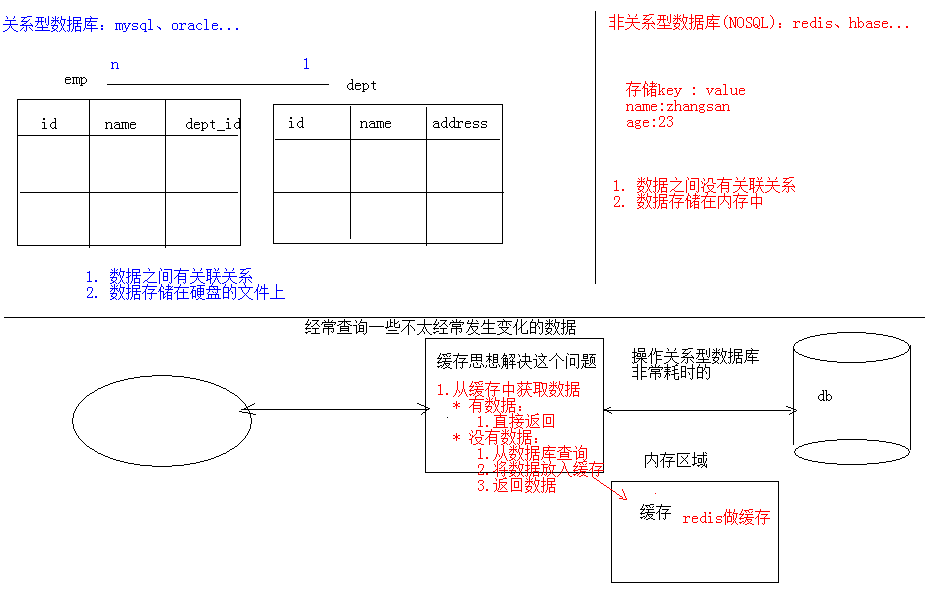 关系型数据库：mysql、oracle...
n 1
emp
dept
id name dept_id
id name address
1. 数据之间有关联关系
2. 数据存储在硬盘的文件上
非关系型数据库(NOSQL)：redis、hbase...
存储key : value
name:zhangsan
age:23
1. 数据之间没有关联关系
2. 数据存储在内存中
经常查询一些不太经常发生变化的数据
缓存思想解决这个问题
1.从缓存中获取数据
* 有数据：
1.直接返回
* 没有数据：
1.从数据库查询
2.将数据放入缓存
3.返回数据
操作关系型数据库
非常耗时的
db
内存区域
缓存
redis做缓存